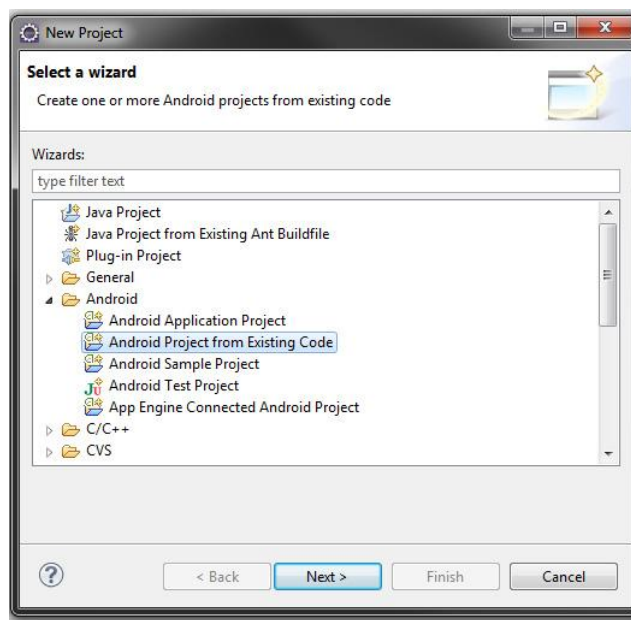 New Project
Select a wizard
Create one or more Android projects from existing code
Wizards:
type filter text
Java Project
Java Project from Existing Ant Buildfile
Plug-in Project
General
Android
Android Application Project
Android Project from Existing Code
Android Sample Project
Android Test Project
App Engine Connected Android Project
C/C++
CVS
< Back Next > Finish Cancel